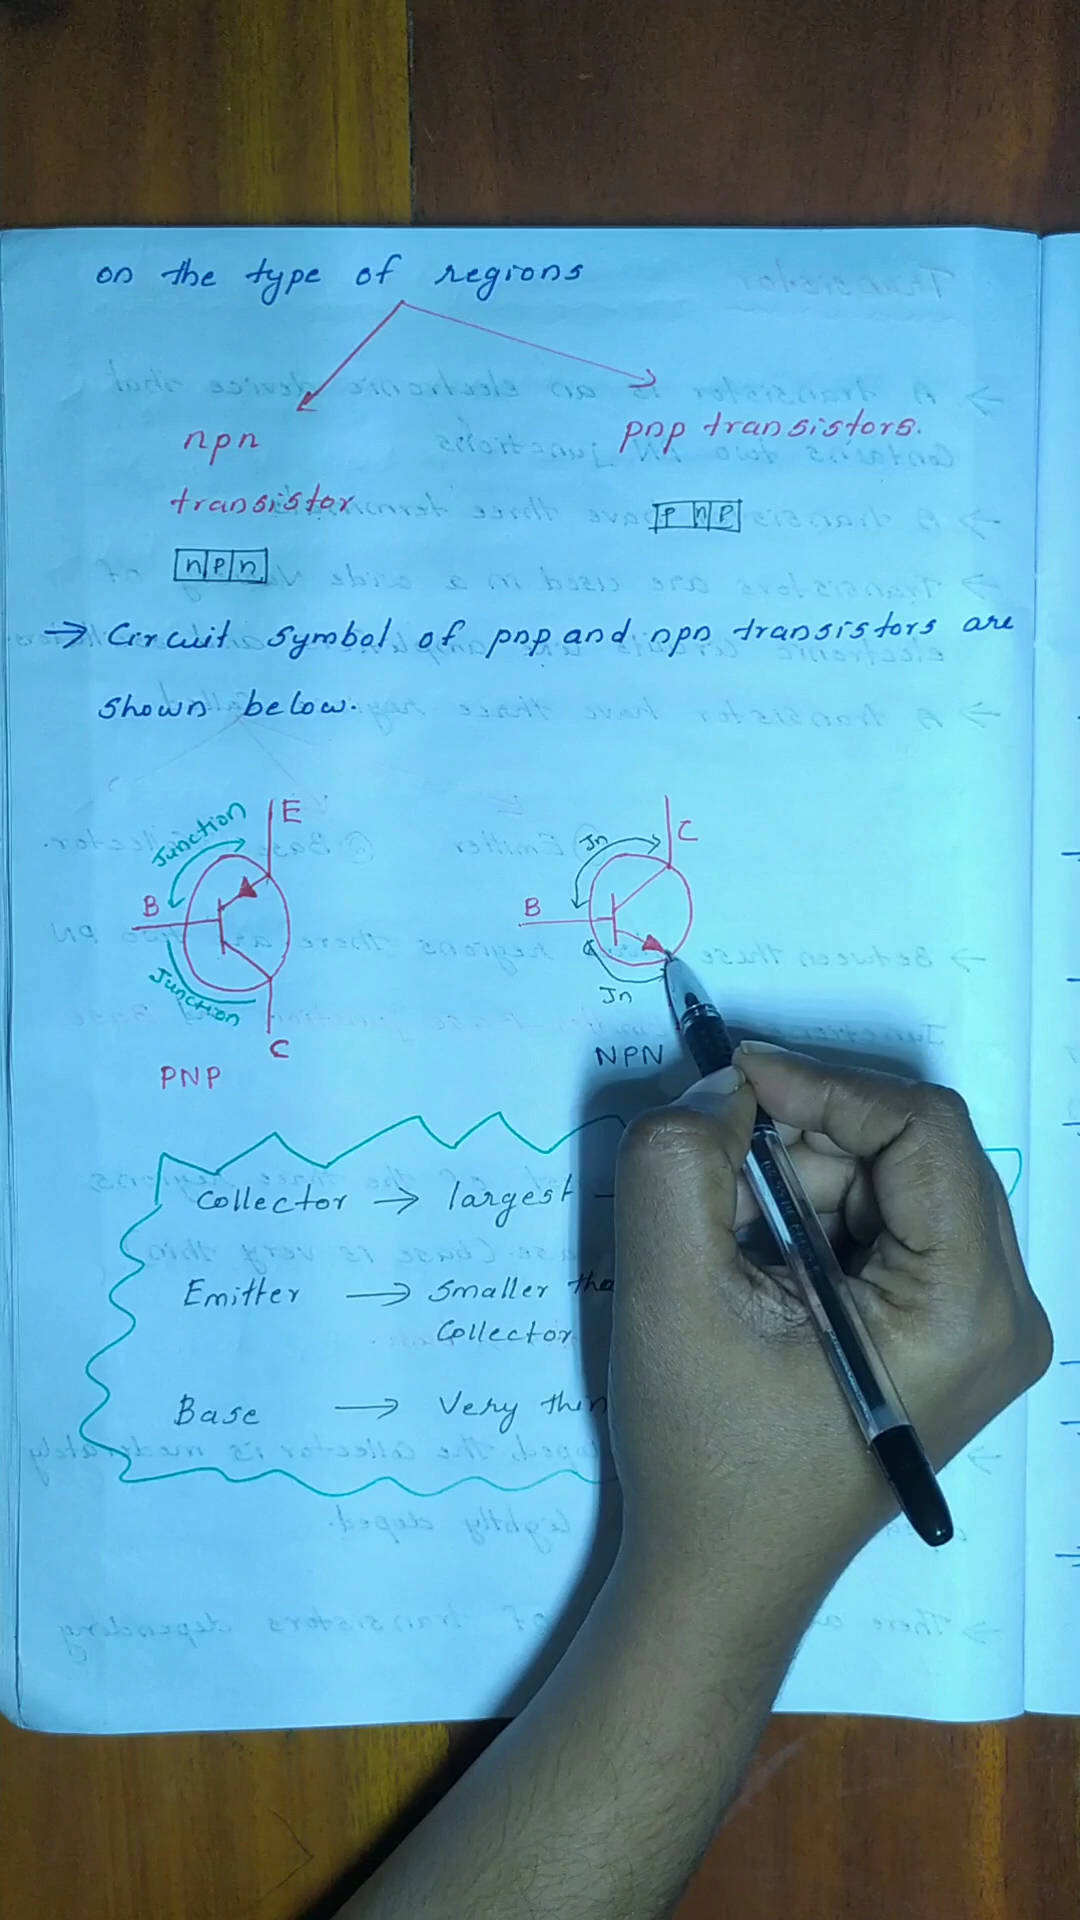 on the type of regions
npn
transistor
pnp transistors.
p n p
n p n
→ Circuit symbol of pnp and npn transistors are
shown below.
Junction
E
B
Junction
C
PNP
Jn
C
B
Jn
NPN
Collector → largest
Emitter → Smaller
Collector
Base → Very thin